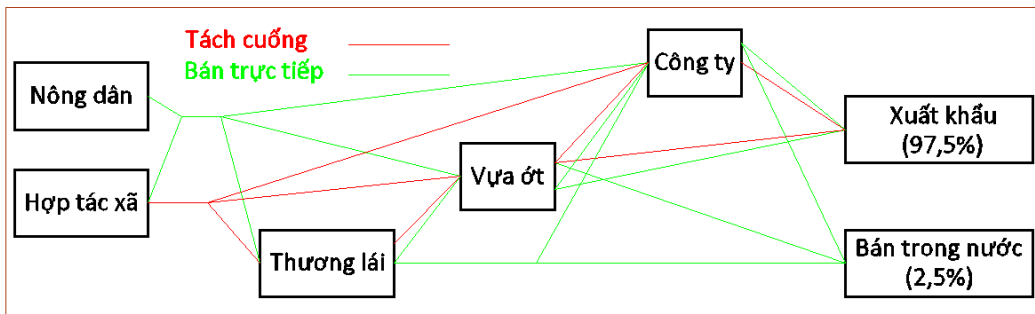 Tách cuống
Bán trực tiếp
Công ty
Nông dân
Xuất khẩu
(97,5%)
Vựa ớt
Hợp tác xã
Thương lái
Bán trong nước
(2,5%)